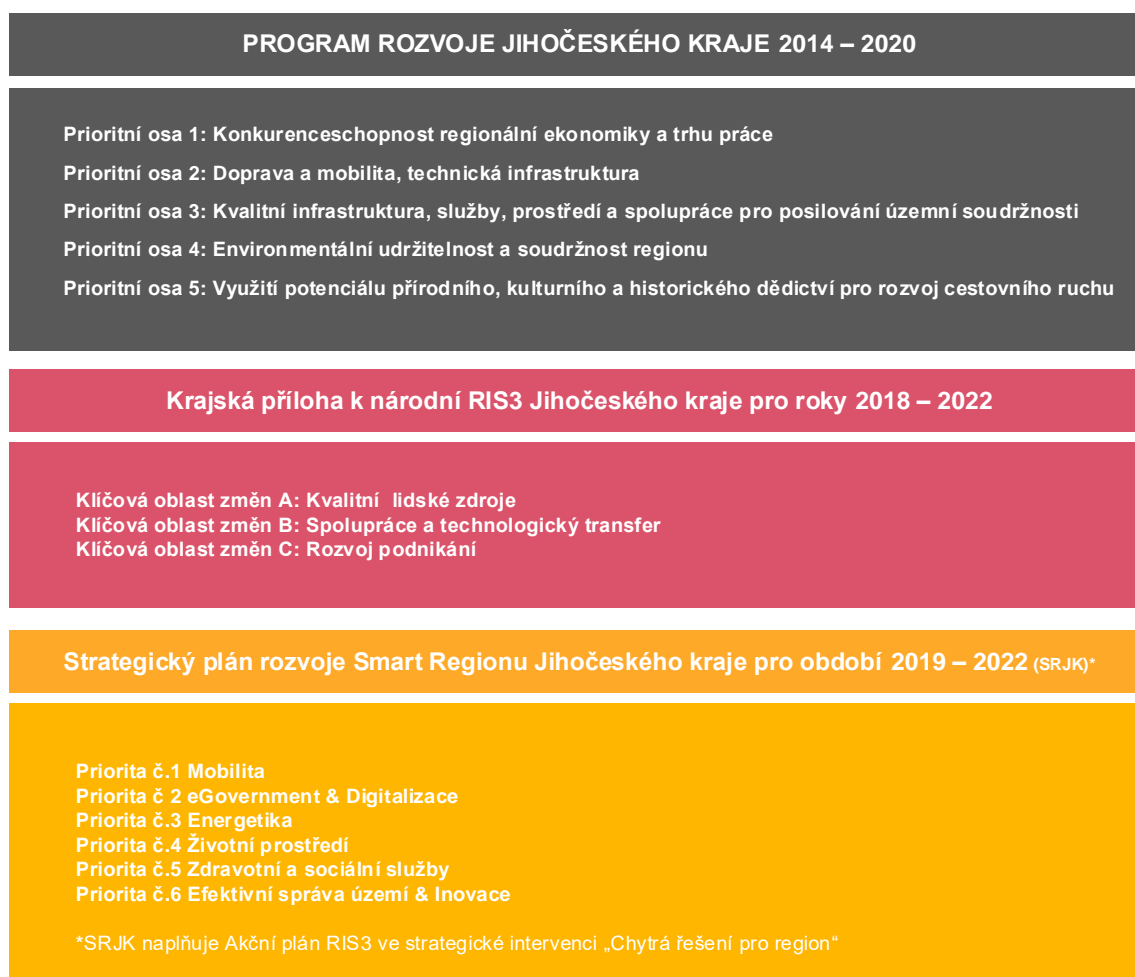 PROGRAM ROZVOJE JIHOČESKÉHO KRAJE 2014 – 2020
Prioritní osa 1: Konkurenceschopnost regionální ekonomiky a trhu práce
Prioritní osa 2: Doprava a mobilita, technická infrastruktura
Prioritní osa 3: Kvalitní infrastruktura, služby, prostředí a spolupráce pro posilování územní soudržnosti
Prioritní osa 4: Environmentální udržitelnost a soudržnost regionu
Prioritní osa 5: Využití potenciálu přírodního, kulturního a historického dědictví pro rozvoj cestovního ruchu
Krajská příloha k národní RIS3 Jihočeského kraje pro roky 2018 – 2022
Klíčová oblast změn A: Kvalitní lidské zdroje
Klíčová oblast změn B: Spolupráce a technologický transfer
Klíčová oblast změn C: Rozvoj podnikání
Strategický plán rozvoje Smart Regionu Jihočeského kraje pro období 2019 – 2022 (SRJK)*
Priorita č.1 Mobilita
Priorita č 2 eGovernment & Digitalizace
Priorita č.3 Energetika
Priorita č.4 Životní prostředí
Priorita č.5 Zdravotní a sociální služby
Priorita č.6 Efektivní správa území & Inovace
*SRJK naplňuje Akční plán RIS3 ve strategické intervenci „Chytrá řešení pro region“